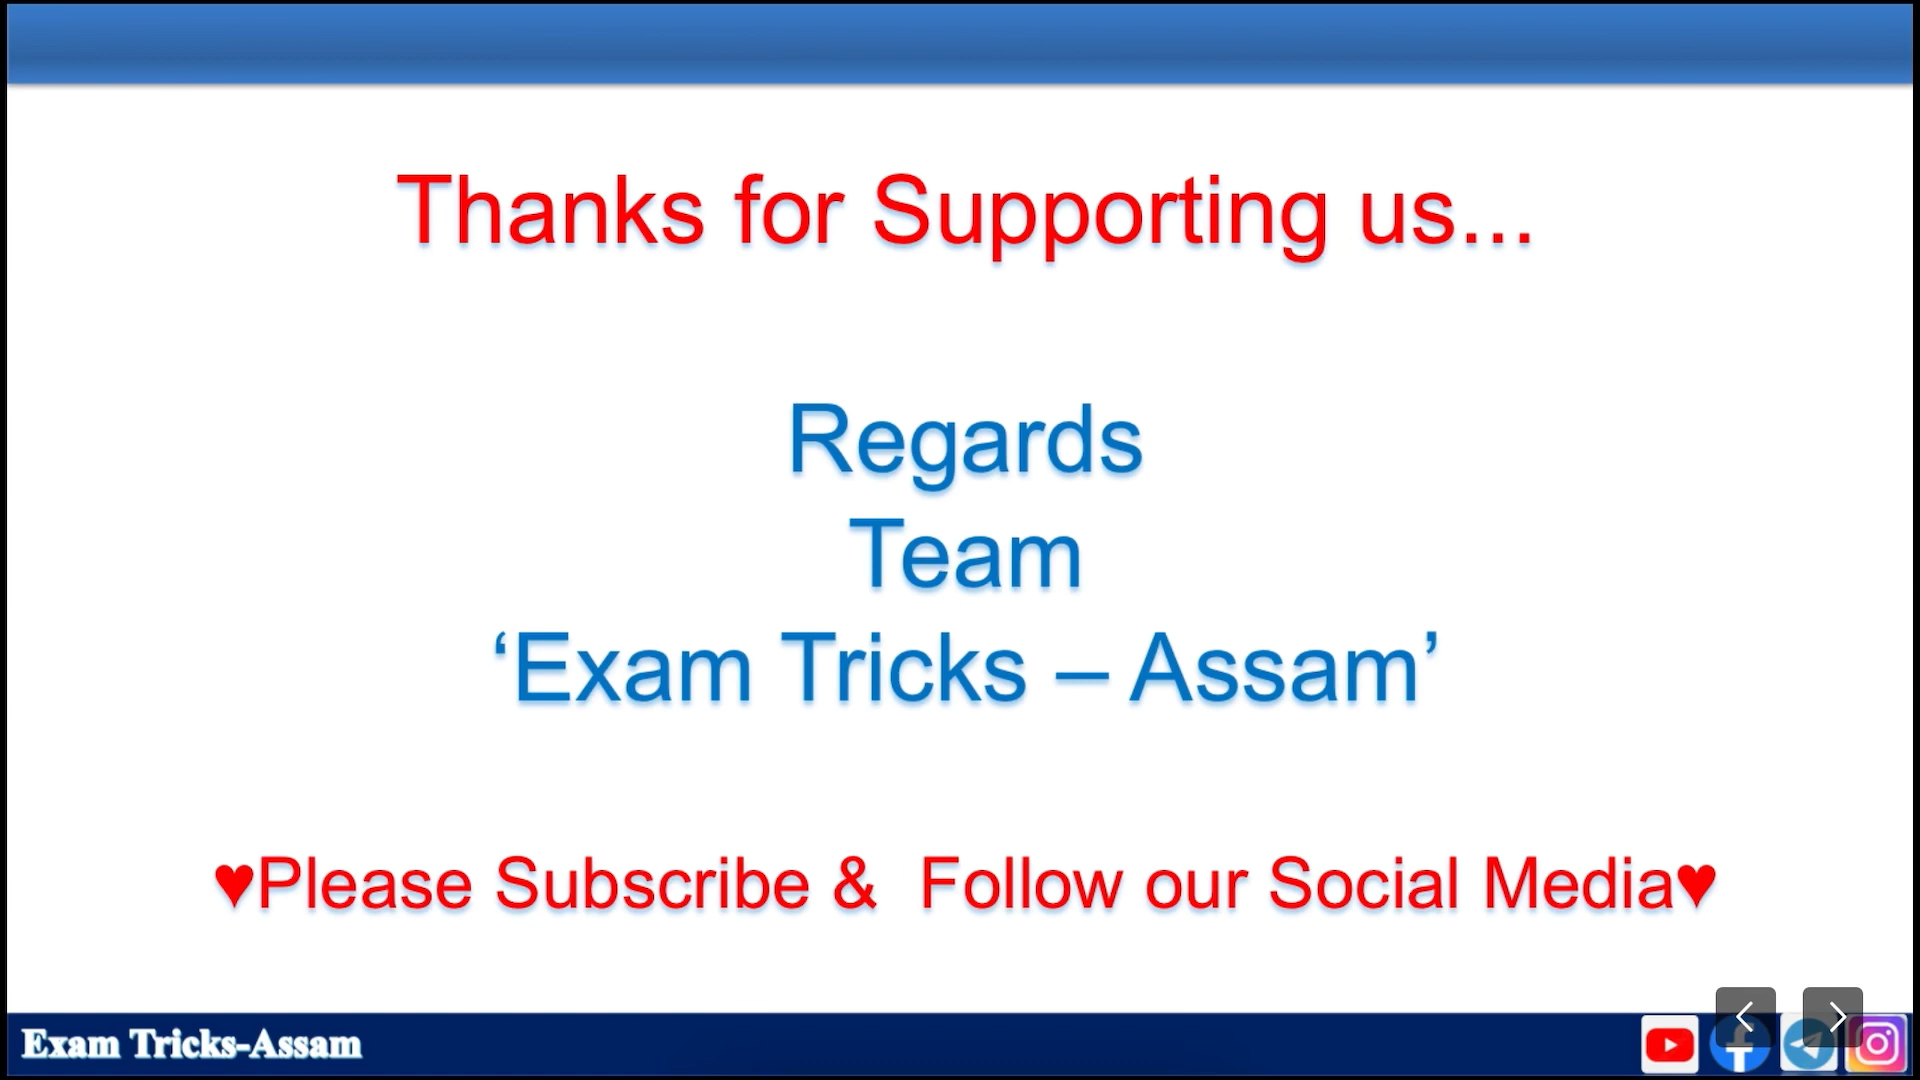 Thanks for Supporting us...
Regards
Team
‘Exam Tricks – Assam’
♥Please Subscribe &  Follow our Social Media♥
Exam Tricks-Assam